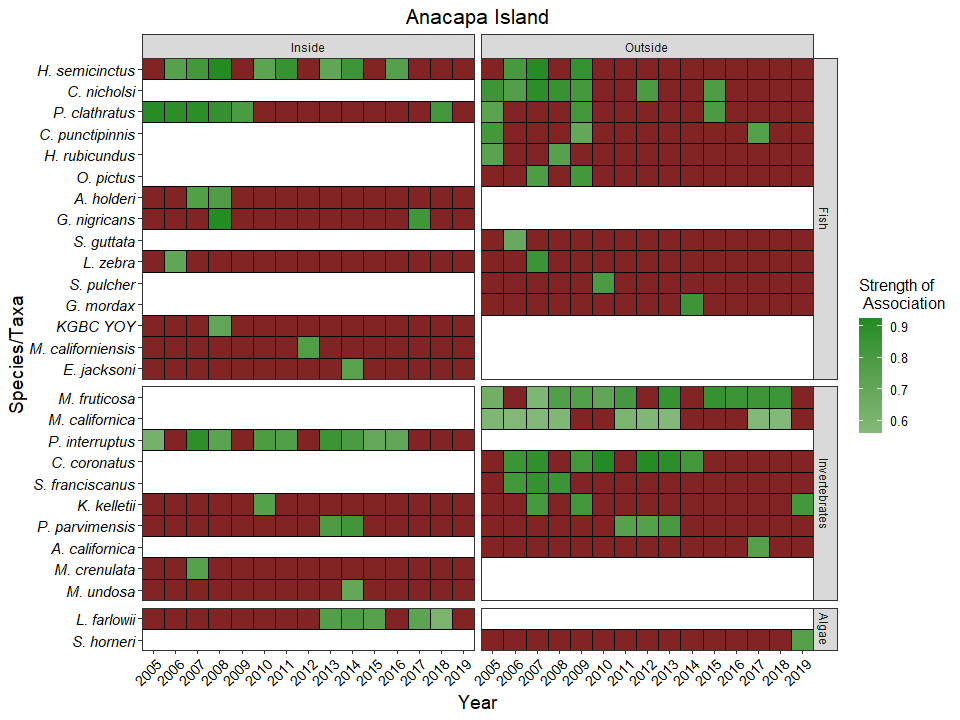 Anacapa Island
Inside
Outside
Species/Taxa
H. semicinctus
C. nicholsi
P. clathratus
C. punctipinnis
H. rubicundus
O. pictus
A. holderi
G. nigricans
S. guttata
L. zebra
S. pulcher
G. mordax
KGBC YOY
M. californiensis
E. jacksoni
Fish
M. fruticosa
M. californica
P. interruptus
C. coronatus
S. franciscanus
K. kelletii
P. parvimensis
A. californica
M. crenulata
M. undosa
Invertebrates
L. farlowii
S. horneri
Algae
2005 2006 2007 2008 2009 2010 2011 2012 2013 2014 2015 2016 2017 2018 2019
2005 2006 2007 2008 2009 2010 2011 2012 2013 2014 2015 2016 2017 2018 2019
Year
Strength of
Association
0.9
0.8
0.7
0.6